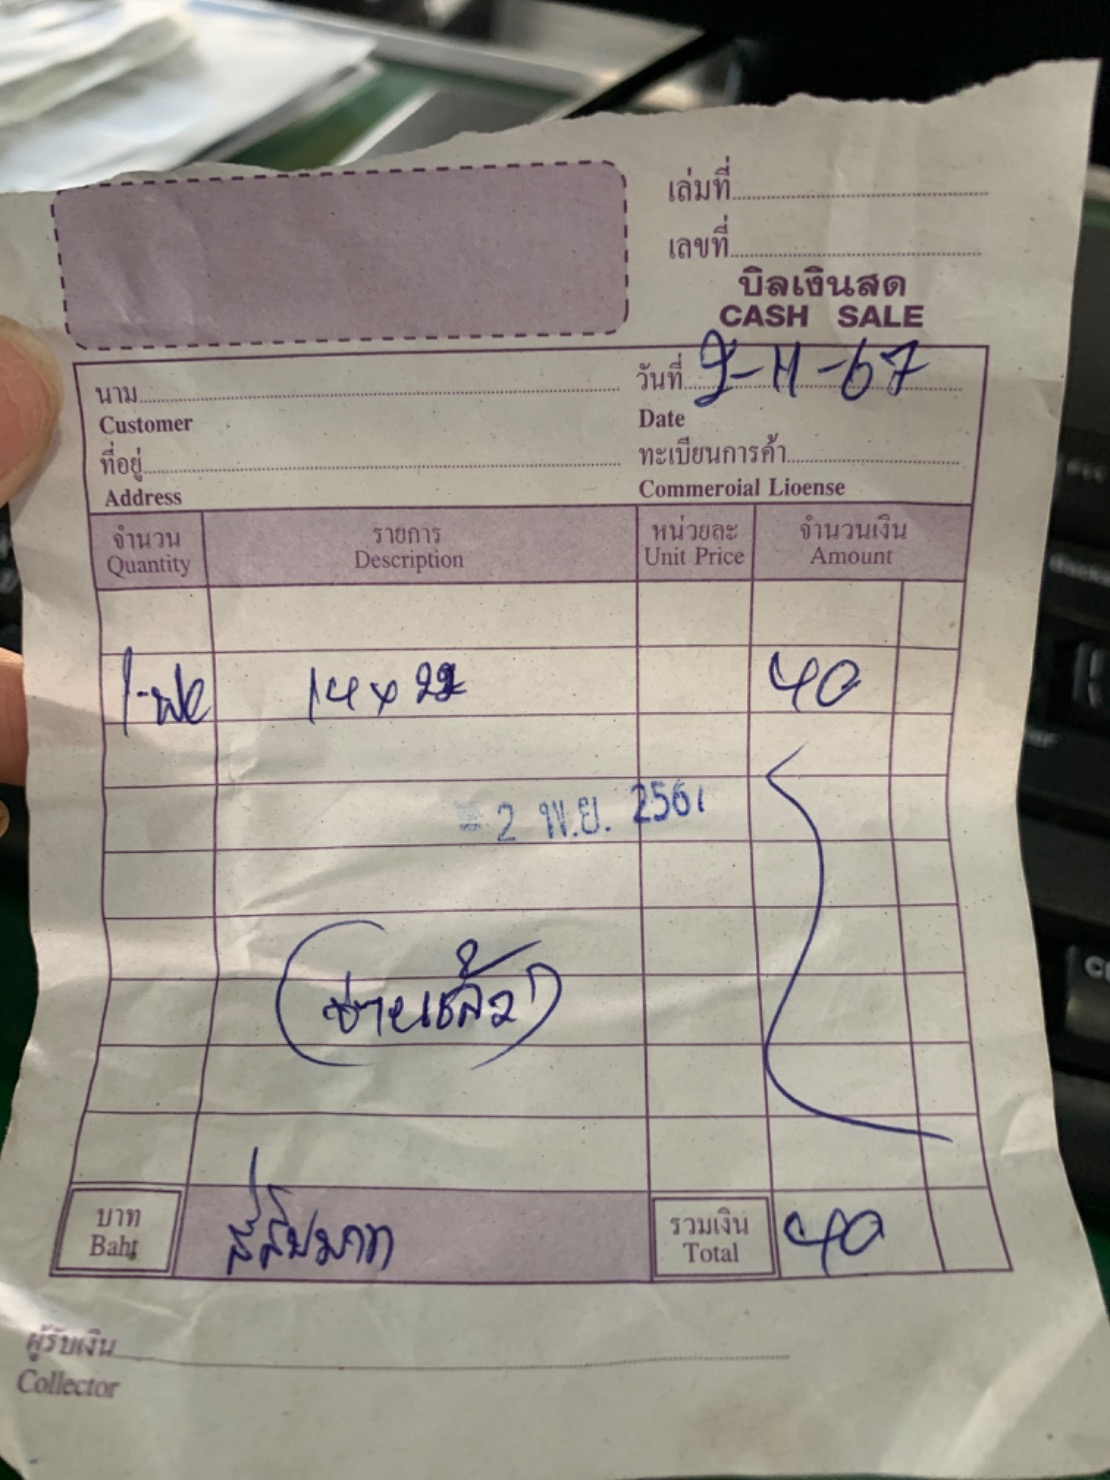 เล่มที่
เลขที่
บิลเงินสด
CASH SALE
นาม
วันที่ 2-11-67
Customer
Date
ที่อยู่
ทะเบียนการค้า
Address
Commeroial Lioense
จำนวน รายการ หน่วยละ จำนวนเงิน
Quantity Description Unit Price Amount
14x22 40
2 พ.ย. 2567
จ่ายแล้ว
บาท สี่สิบบาท รวมเงิน 40
Baht Total
ผู้รับเงิน
Collector